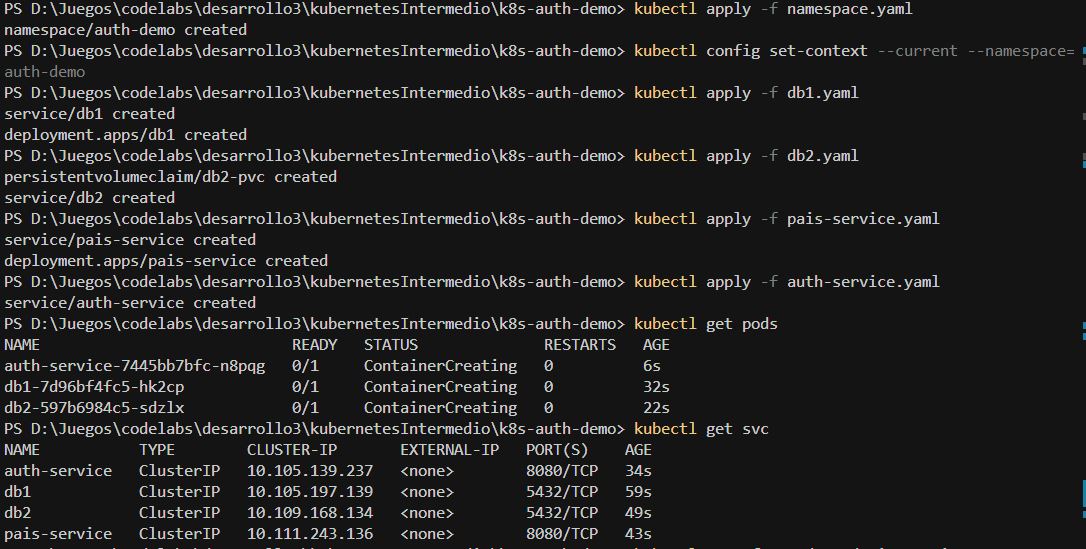 PS D:\Juegos\codelabs\desarrollo3\kubernetesIntermedio\k8s-auth-demo> kubectl apply -f namespace.yaml
namespace/auth-demo created
PS D:\Juegos\codelabs\desarrollo3\kubernetesIntermedio\k8s-auth-demo> kubectl config set-context --current --namespace=
auth-demo
PS D:\Juegos\codelabs\desarrollo3\kubernetesIntermedio\k8s-auth-demo> kubectl apply -f db1.yaml
service/db1 created
deployment.apps/db1 created
PS D:\Juegos\codelabs\desarrollo3\kubernetesIntermedio\k8s-auth-demo> kubectl apply -f db2.yaml
persistentvolumeclaim/db2-pvc created
service/db2 created
PS D:\Juegos\codelabs\desarrollo3\kubernetesIntermedio\k8s-auth-demo> kubectl apply -f pais-service.yaml
service/pais-service created
deployment.apps/pais-service created
PS D:\Juegos\codelabs\desarrollo3\kubernetesIntermedio\k8s-auth-demo> kubectl apply -f auth-service.yaml
service/auth-service created
PS D:\Juegos\codelabs\desarrollo3\kubernetesIntermedio\k8s-auth-demo> kubectl get pods
NAME READY STATUS RESTARTS AGE
auth-service-7445bb7bfc-n8pqg 0/1 ContainerCreating 0 6s
db1-7d96bf4fc5-hk2cp 0/1 ContainerCreating 0 32s
db2-597b6984c5-sdzlx 0/1 ContainerCreating 0 22s
PS D:\Juegos\codelabs\desarrollo3\kubernetesIntermedio\k8s-auth-demo> kubectl get svc
NAME TYPE CLUSTER-IP EXTERNAL-IP PORT(S) AGE
auth-service ClusterIP 10.105.139.237 <none> 8080/TCP 34s
db1 ClusterIP 10.105.197.139 <none> 5432/TCP 59s
db2 ClusterIP 10.109.168.134 <none> 5432/TCP 49s
pais-service ClusterIP 10.111.243.136 <none> 8080/TCP 43s